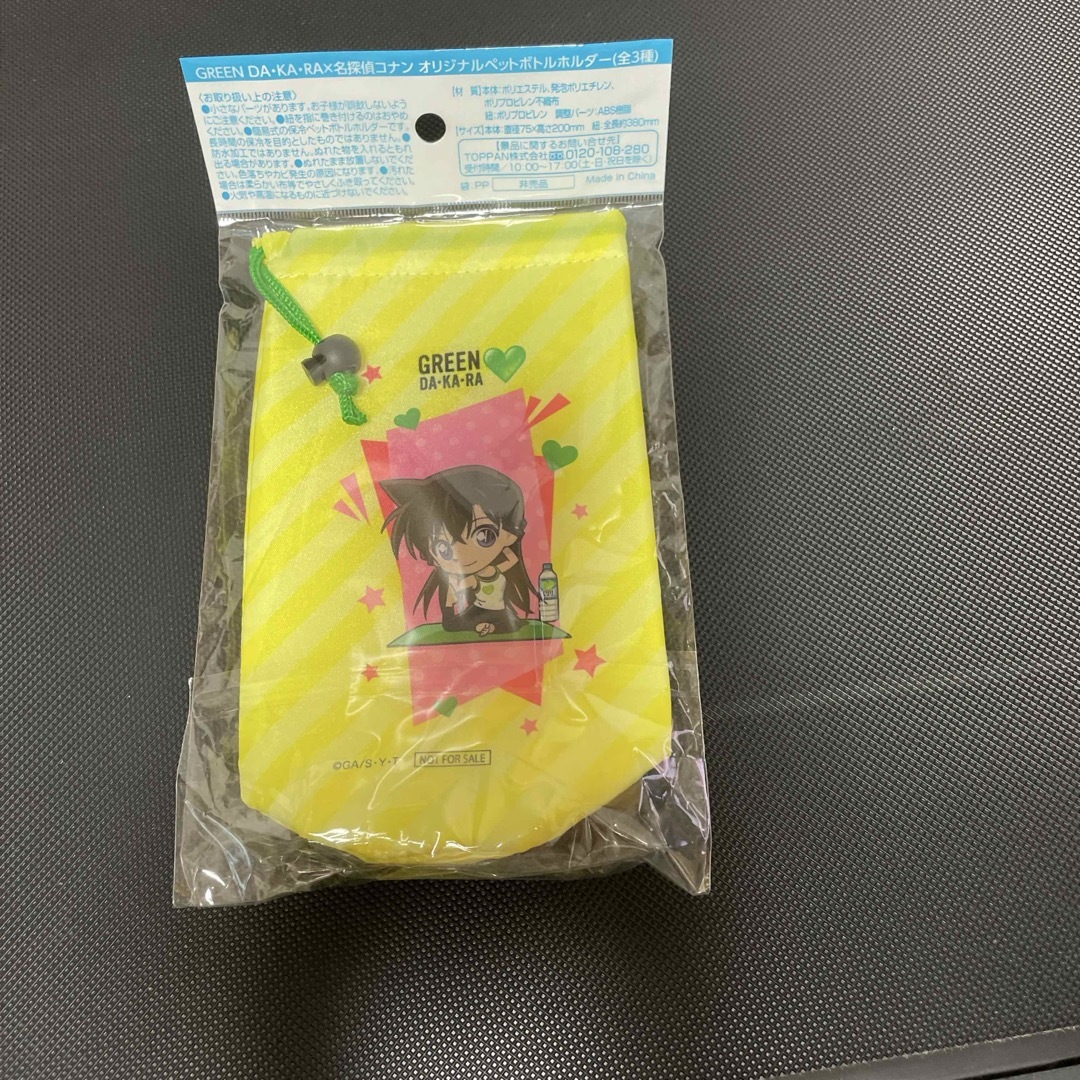 GREEN DA・KA・RA×名探偵コナン オリジナルペットボトルホルダー(全3種)
〈お取り扱い上の注意〉
●小さなパーツがあります。お子様が誤飲しないよう
にご注意ください。●紐を指に巻き付けるのはおやめ
ください。●簡易式の保冷ペットボトルホルダーです。
長時間の保冷を目的としたものではありません。●
防水加工ではありません。ぬれた物を入れるともれ
出る場合があります。●ぬれたまま放置しないでくだ
さい。色落ちやカビ発生の原因になります。●汚れた
場合は柔らかい布等でやさしくふき取ってください。
●火気や高温になるものに近づけないでください。
【材 質】本体:ポリエステル、発泡ポリエチレン、
ポリプロピレン不織布
紐:ポリプロピレン 調整パーツ:ABS樹脂
【サイズ】本体:直径75×高さ200mm 紐:全長約380mm
【景品に関するお問い合せ先】
TOPPAN株式会社 0120-108-280
受付時間/10:00~17:00(土・日・祝日を除く)
袋:PP 非売品 Made in China
GREEN
DA・KA・RA
©GA/S・Y・T
NOT FOR SALE